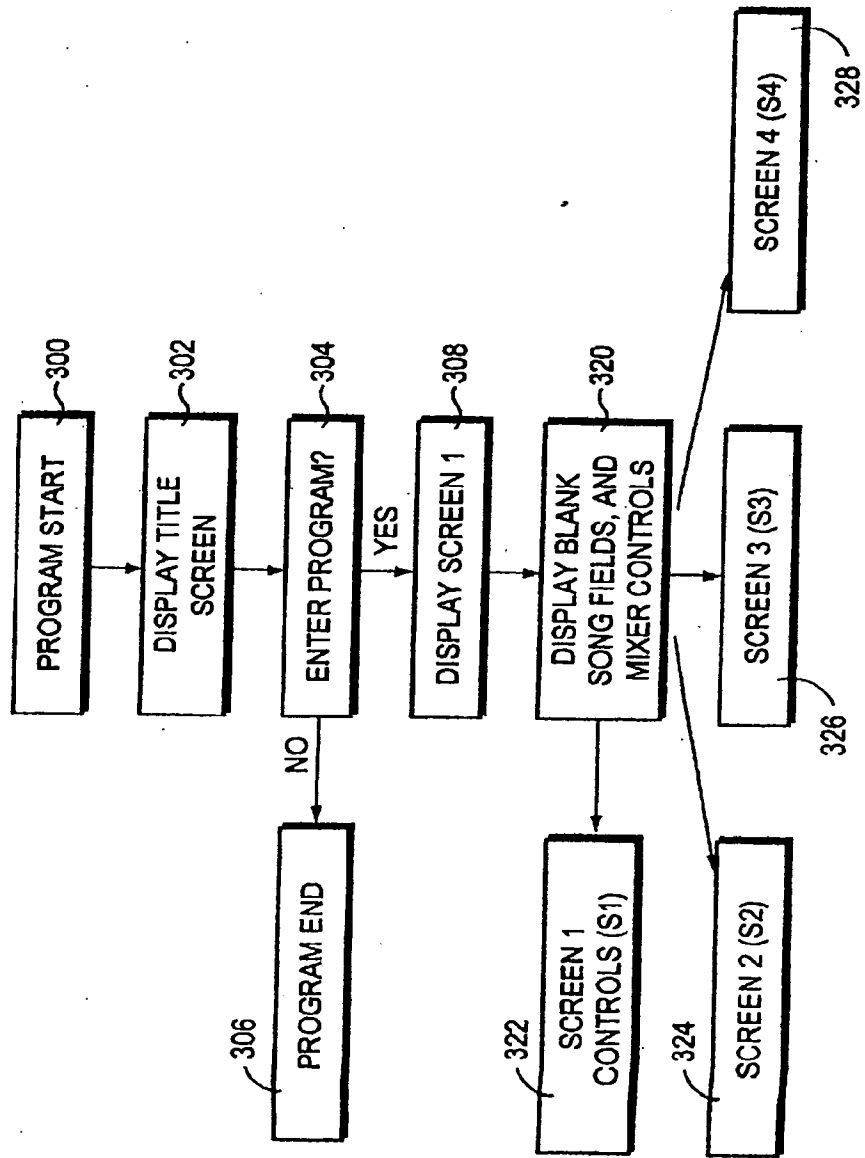 PROGRAM START
300
DISPLAY TITLE
SCREEN
302
ENTER PROGRAM?
304
NO
YES
PROGRAM END
306
DISPLAY SCREEN 1
308
DISPLAY BLANK
SONG FIELDS, AND
MIXER CONTROLS
320
SCREEN 1
CONTROLS (S1)
322
SCREEN 2 (S2)
324
SCREEN 3 (S3)
326
SCREEN 4 (S4)
328